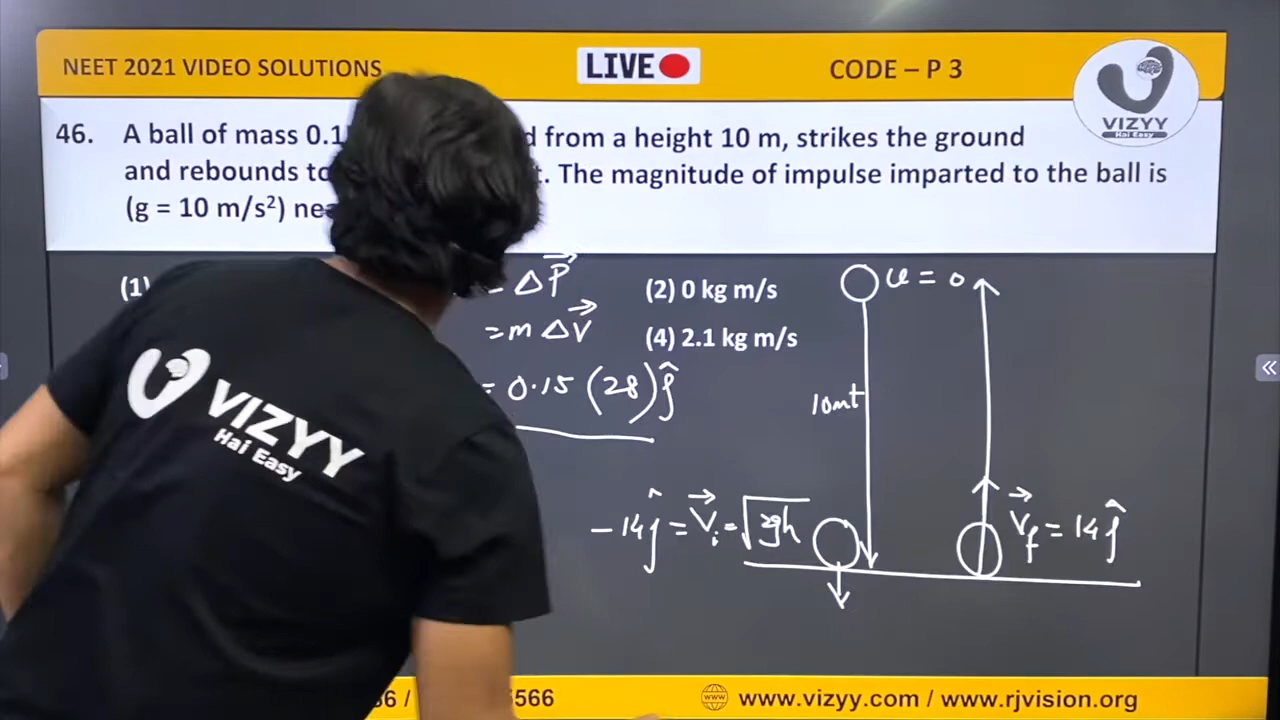 NEET 2021 VIDEO SOLUTIONS
LIVE
CODE – P 3
VIZYY
Hai Easy
46. A ball of mass 0.1 d from a height 10 m, strikes the ground
and rebounds to t. The magnitude of impulse imparted to the ball is
(g = 10 m/s²) nea
(1) = ΔP⃗ (2) 0 kg m/s
= m ΔV⃗ (4) 2.1 kg m/s
= 0.15 (28) ĵ
u = 0
10mt
-14ĵ = V⃗i = √2gh
V⃗f = 14ĵ
VIZYY
Hai Easy
66 / 5566
www.vizyy.com / www.rjvision.org